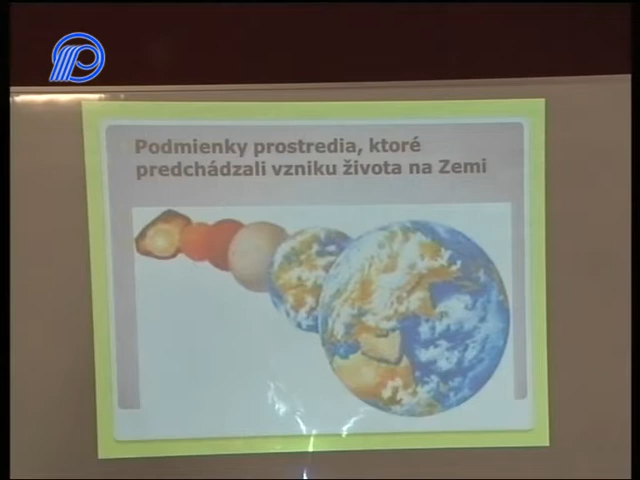 Podmienky prostredia, ktoré
predchádzali vzniku života na Zemi